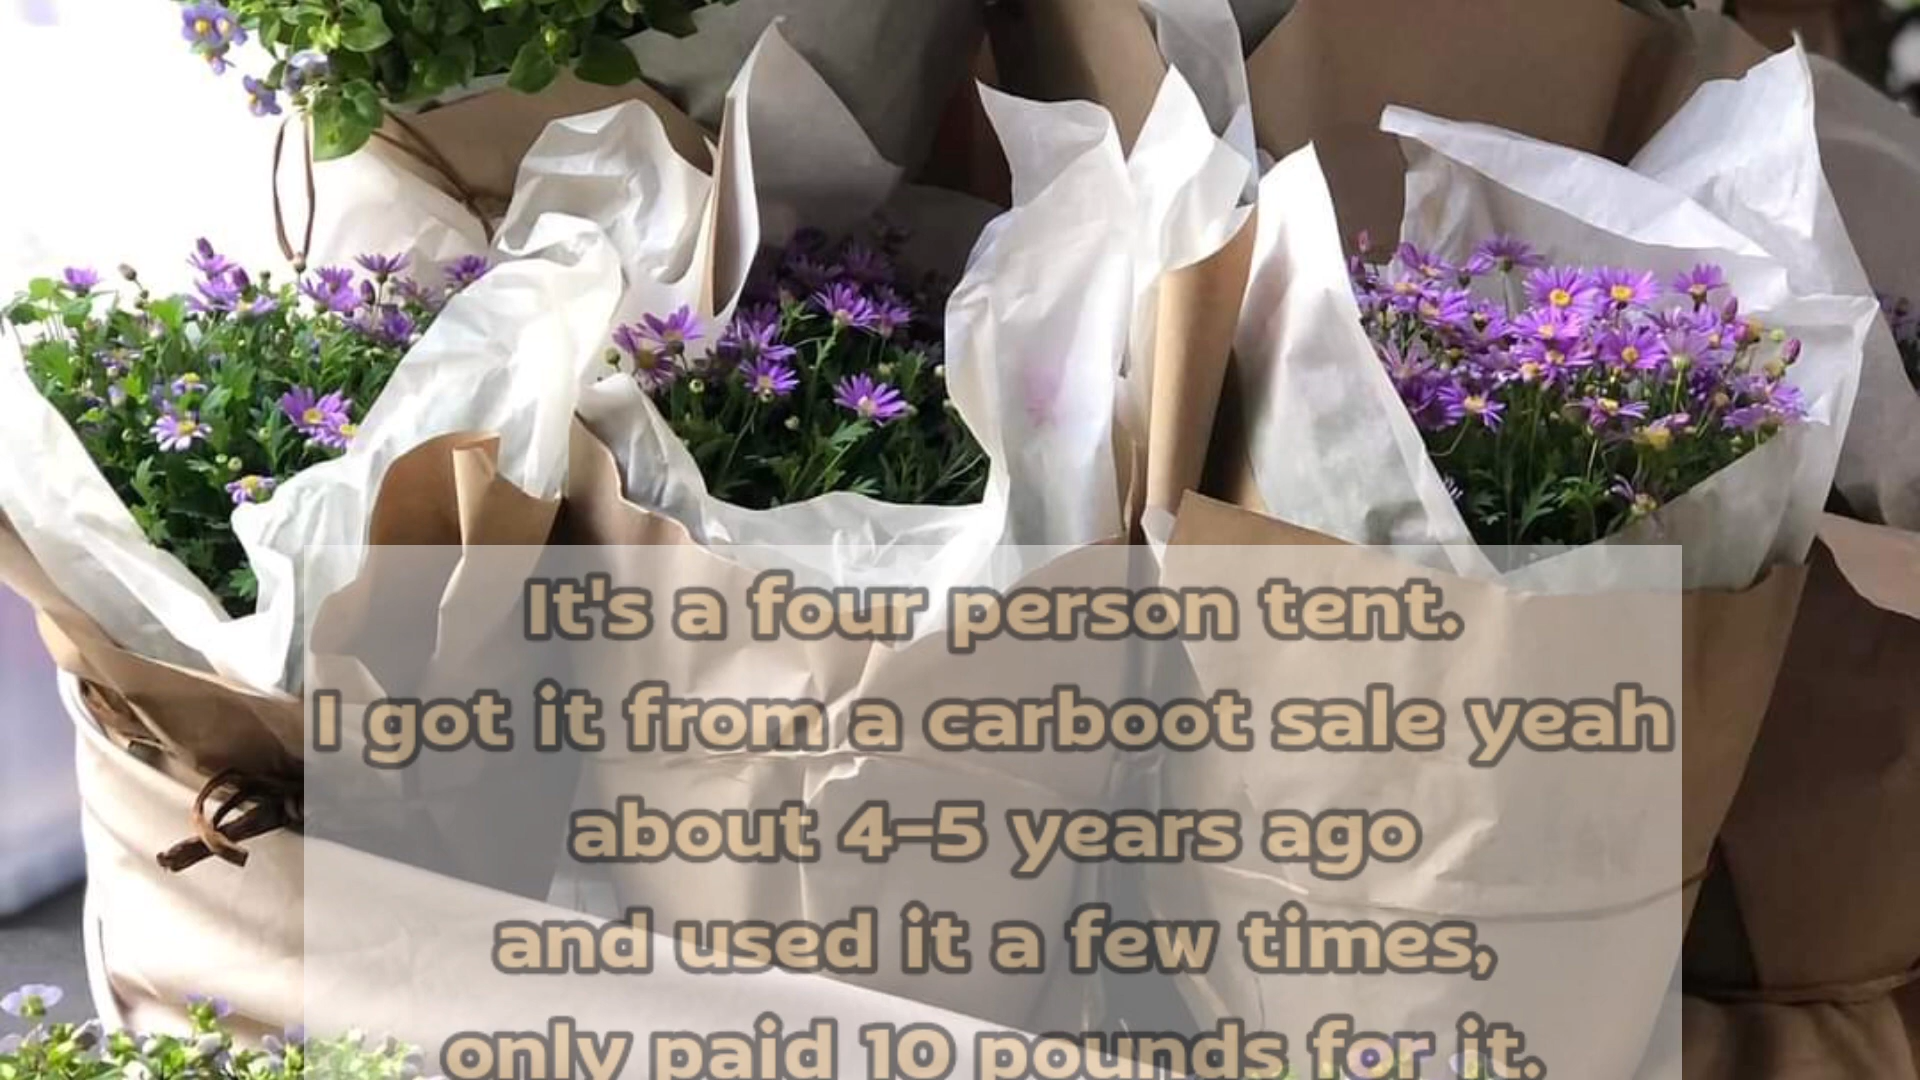 It's a four person tent.
I got it from a carboot sale yeah
about 4-5 years ago
and used it a few times,
only paid 10 pounds for it.